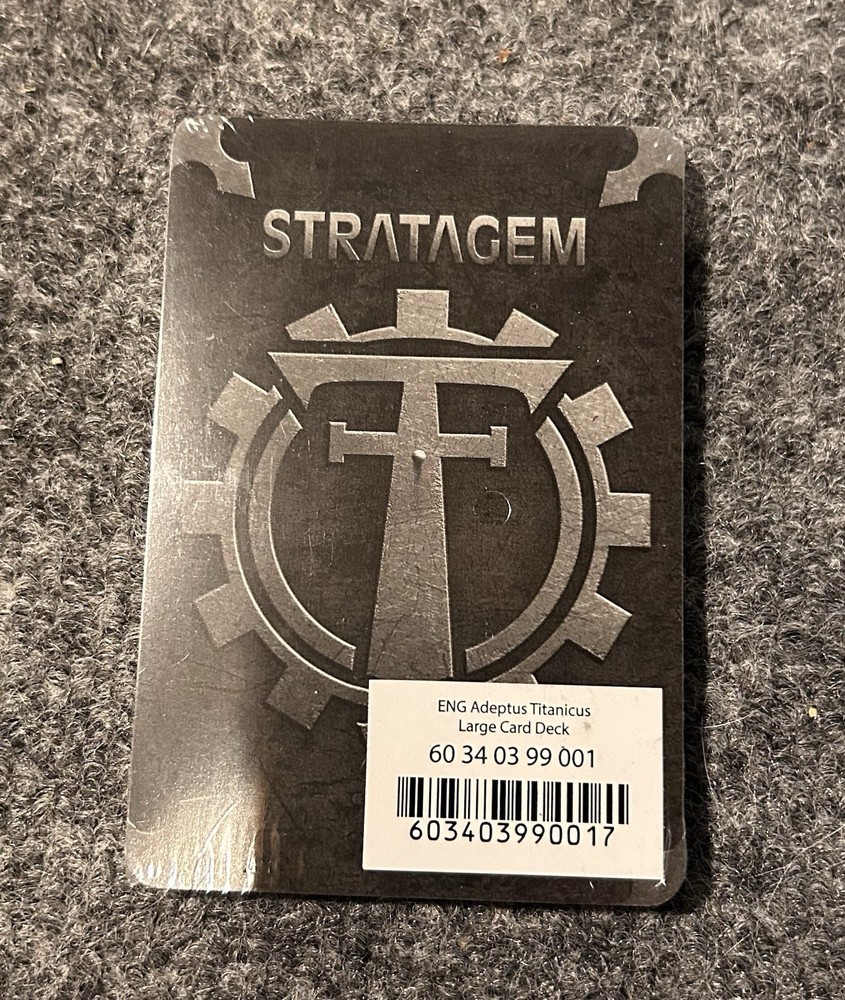 STRATAGEM
ENG Adeptus Titanicus
Large Card Deck
60 34 03 99 001
603403990017